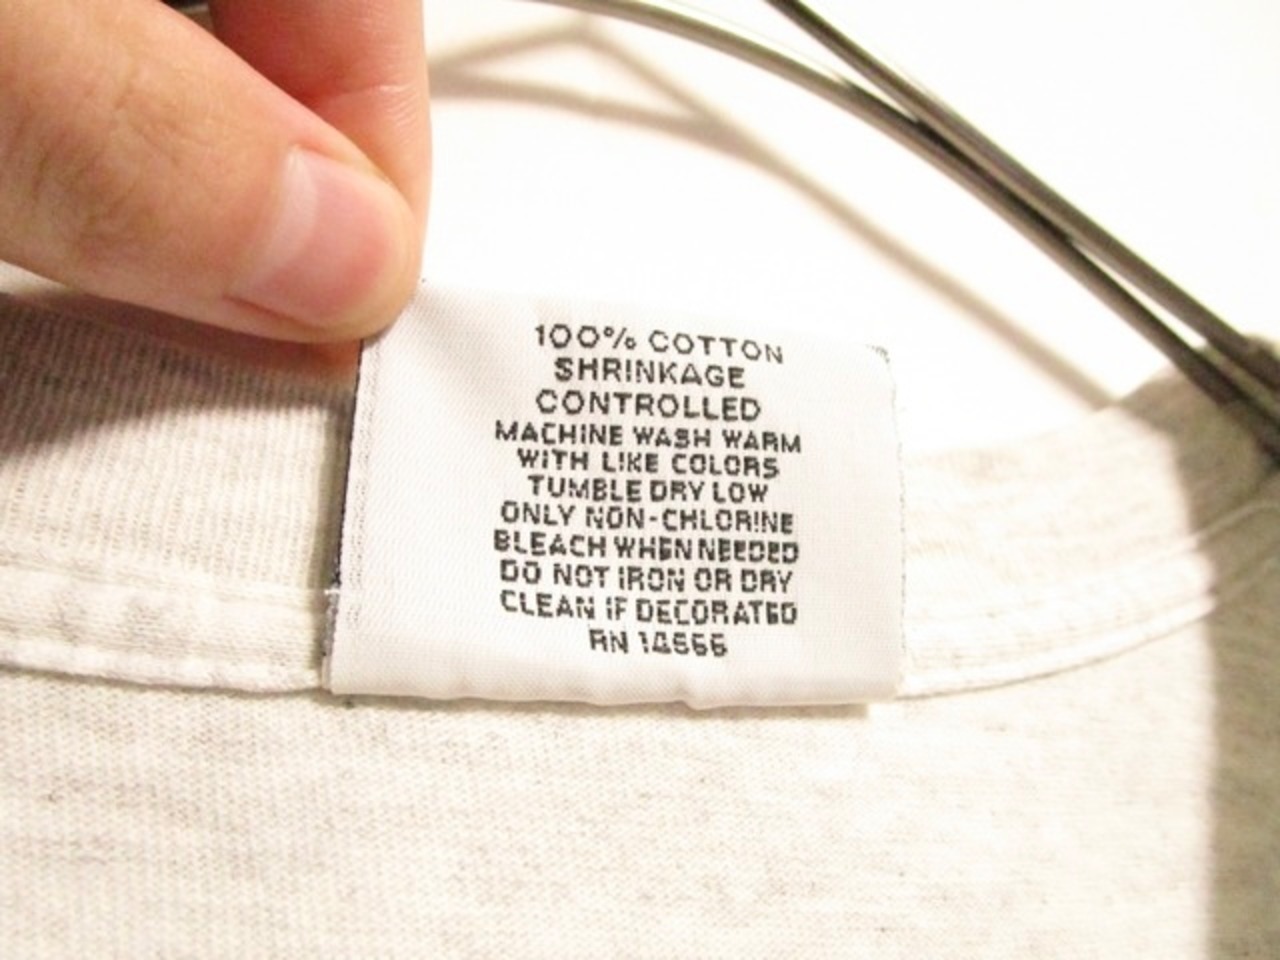 100% COTTON
SHRINKAGE
CONTROLLED
MACHINE WASH WARM
WITH LIKE COLORS
TUMBLE DRY LOW
ONLY NON-CHLORINE
BLEACH WHEN NEEDED
DO NOT IRON OR DRY
CLEAN IF DECORATED
RN